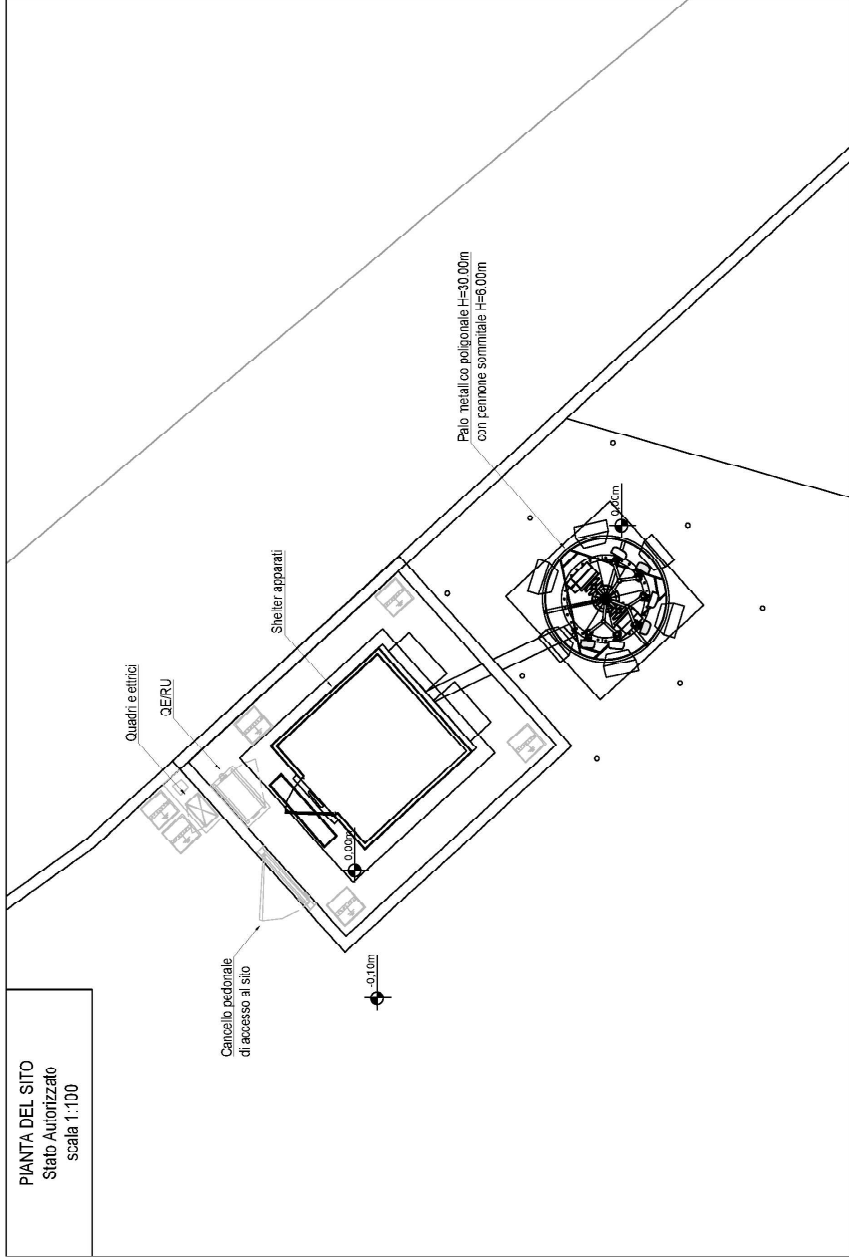 PIANTA DEL SITO
Stato Autorizzato
scala 1:100
Quadri elettrici
QE/RU
Shelter apparati
Palo metallico poligonale H=30.00m
con pennone sommitale H=6.00m
Cancello pedonale
di accesso al sito
0,00m
-0,10m
0,00m